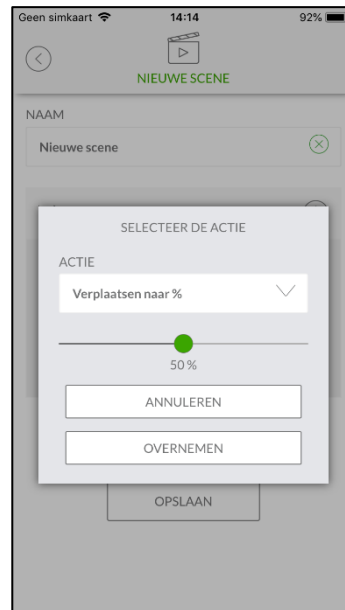 Geen simkaart 14:14 92%
NIEUWE SCENE
NAAM
Nieuwe scene
SELECTEER DE ACTIE
ACTIE
Verplaatsen naar %
50 %
ANNULEREN
OVERNEMEN
OPSLAAN